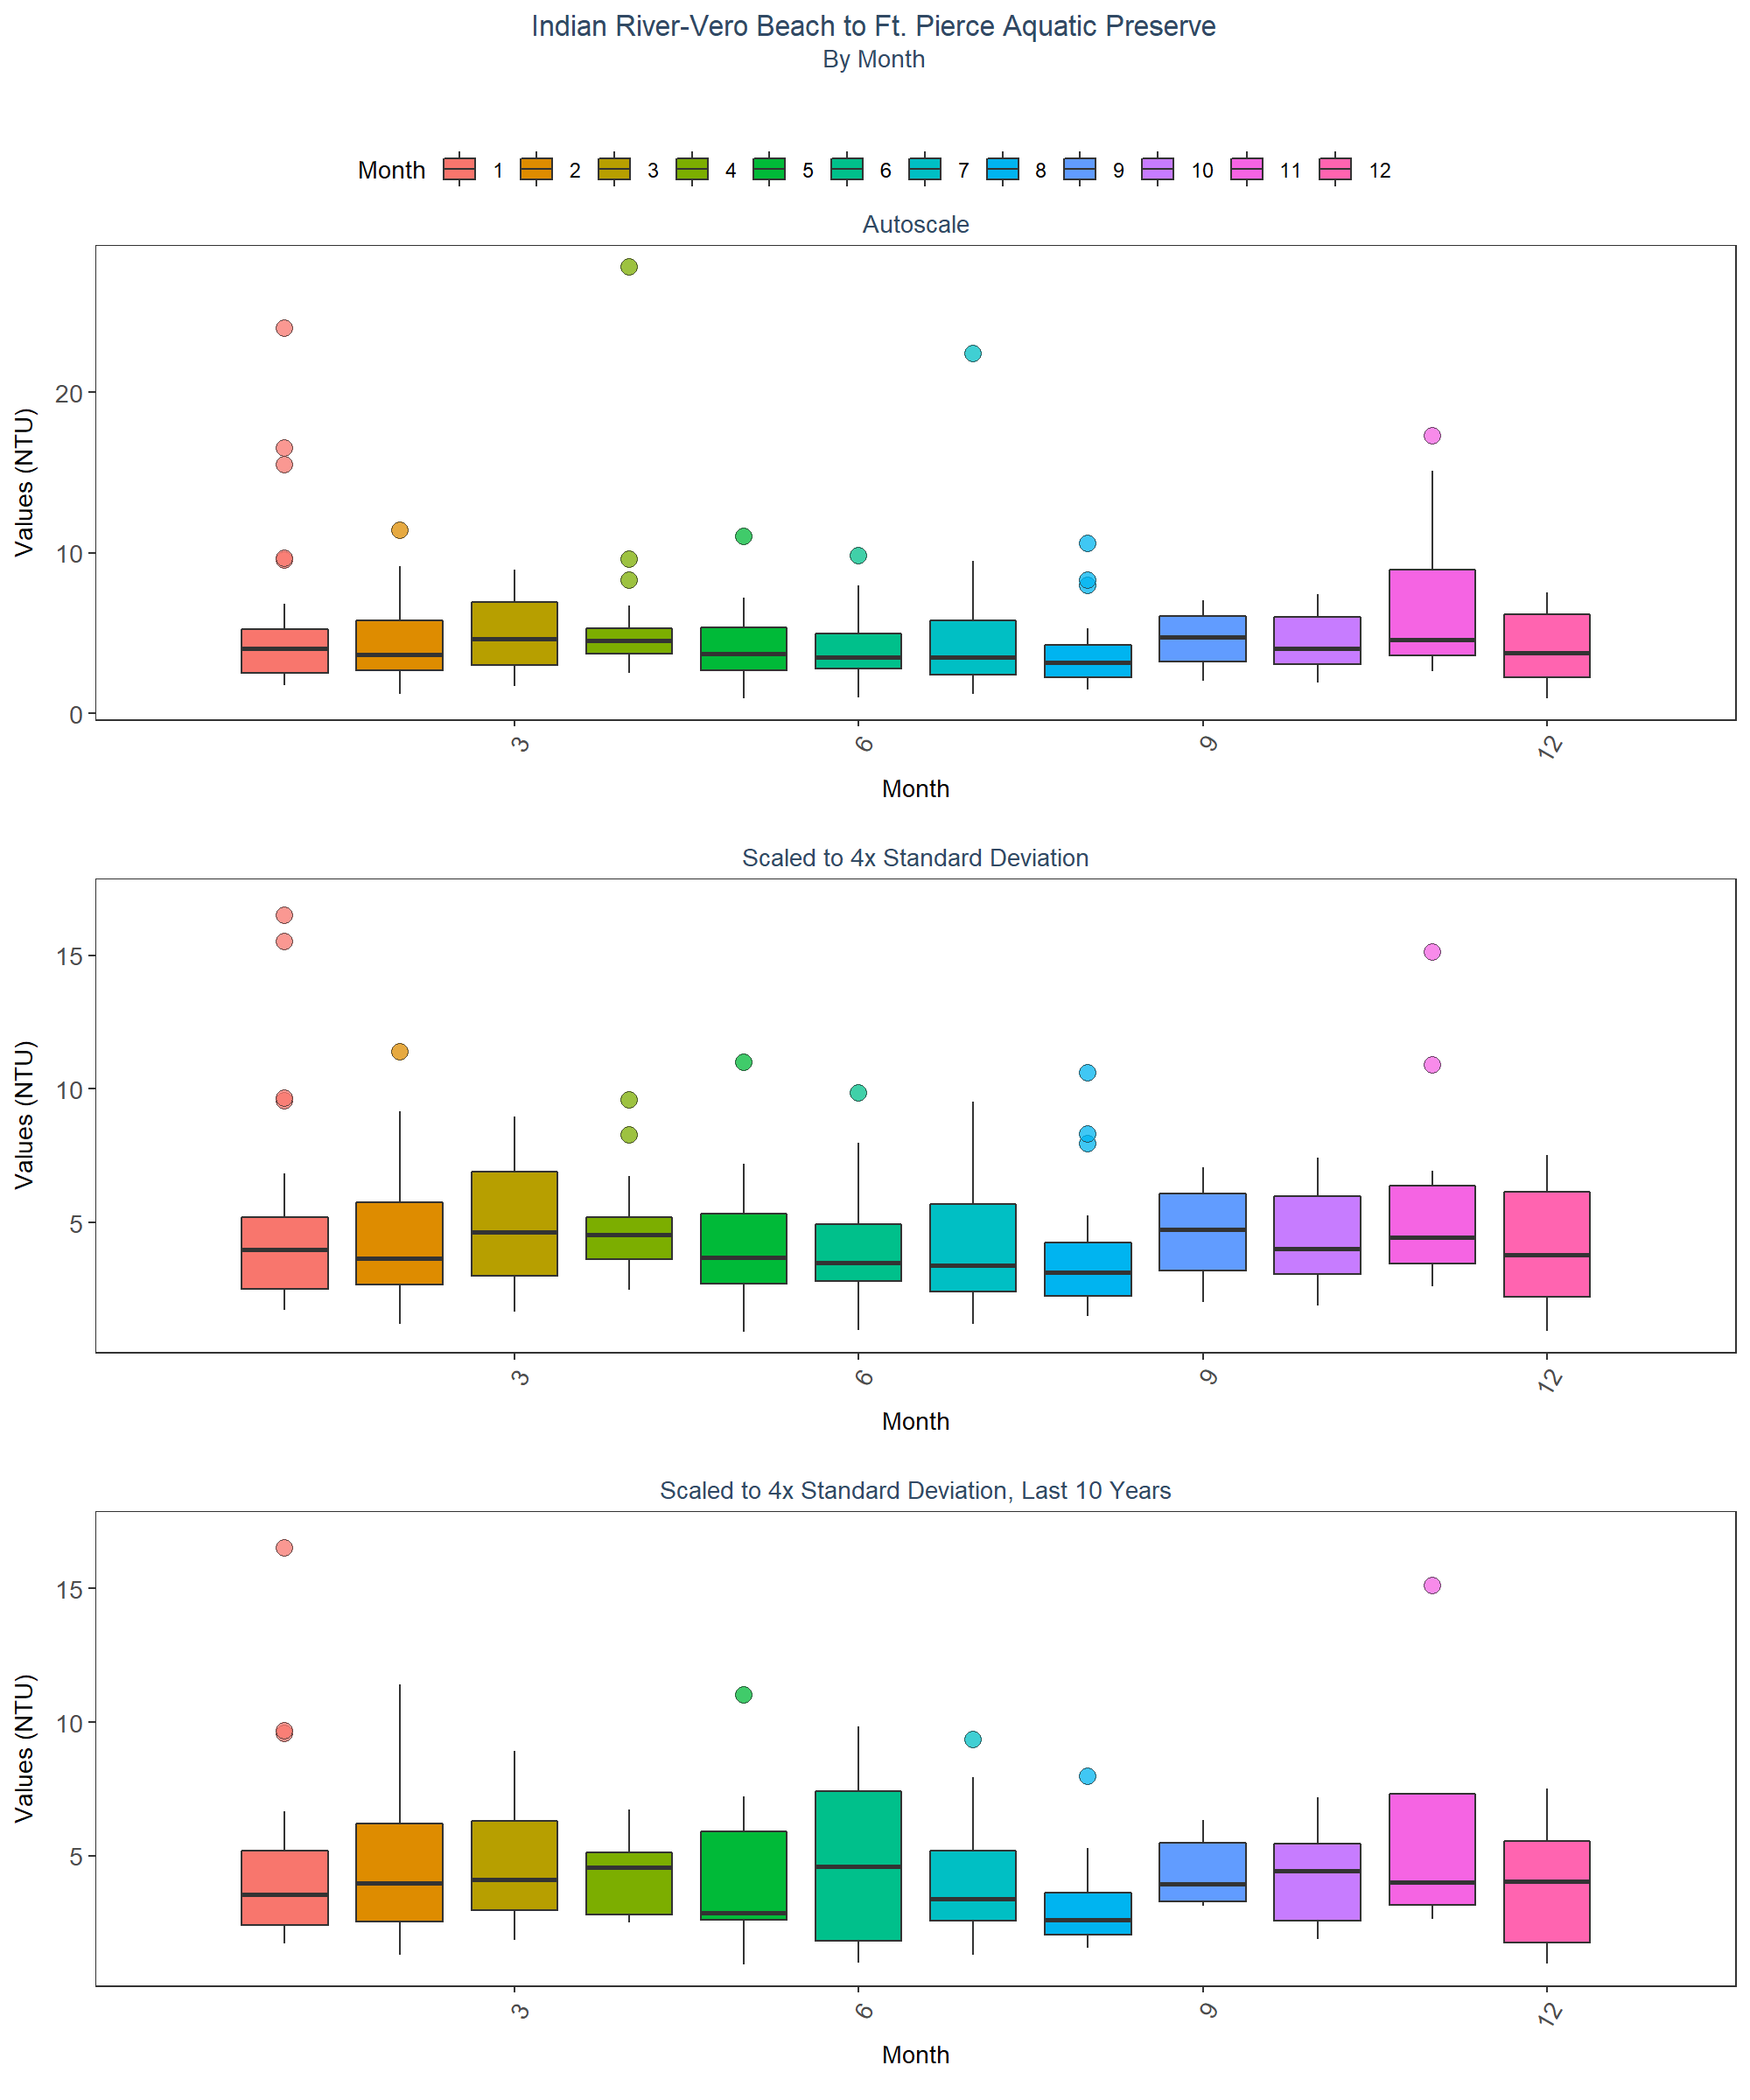 Indian River-Vero Beach to Ft. Pierce Aquatic Preserve
By Month
Month 1 2 3 4 5 6 7 8 9 10 11 12
Autoscale
Values (NTU)
20
10
0
3 6 9 12
Month
Scaled to 4x Standard Deviation
Values (NTU)
15
10
5
3 6 9 12
Month
Scaled to 4x Standard Deviation, Last 10 Years
Values (NTU)
15
10
5
3 6 9 12
Month